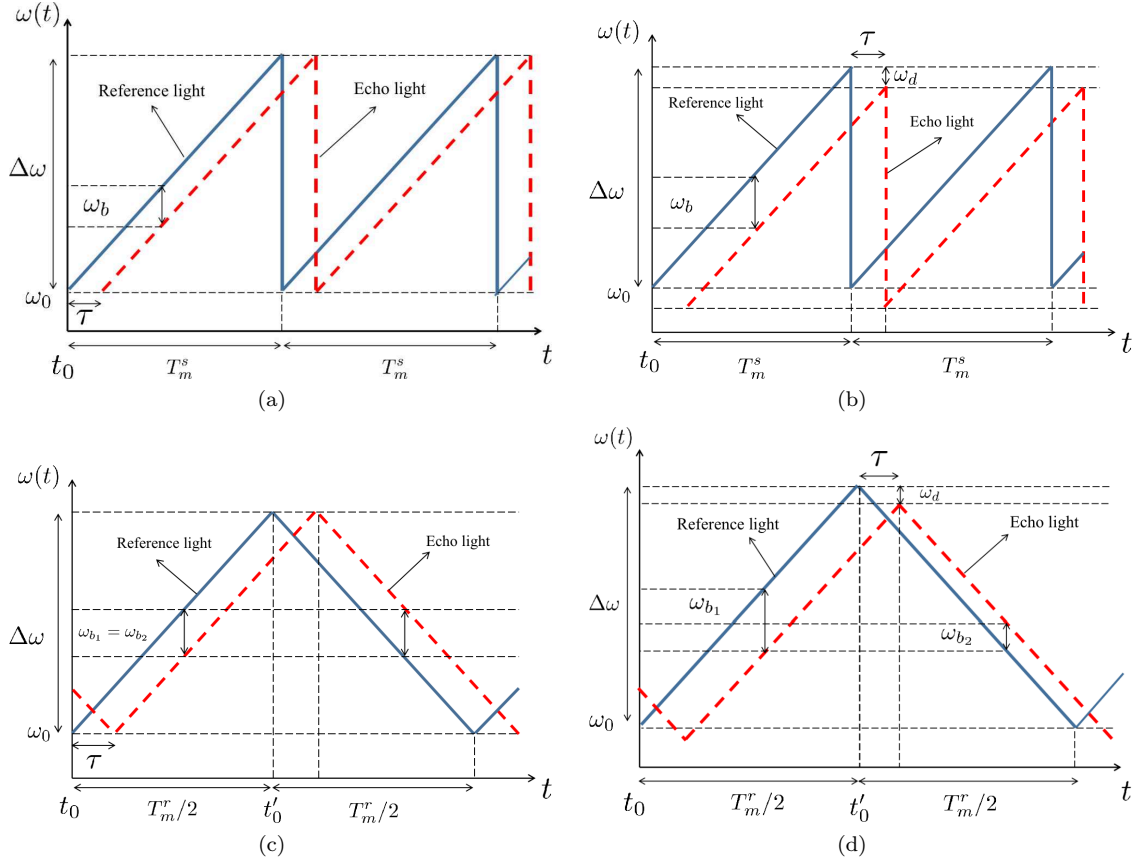 ω(t)
Reference light
Echo light
Δω
ω_b
ω_0
τ
t_0
T_m^s
T_m^s
t
(a)
ω(t)
τ
ω_d
Reference light
Echo light
Δω
ω_b
ω_0
t_0
T_m^s
T_m^s
t
(b)
ω(t)
Reference light
Echo light
Δω
ω_{b_1} = ω_{b_2}
ω_0
τ
t_0
T_m^r/2
t'_0
T_m^r/2
t
(c)
ω(t)
τ
ω_d
Reference light
Echo light
ω_{b_1}
Δω
ω_{b_2}
ω_0
t_0
T_m^r/2
t'_0
T_m^r/2
t
(d)